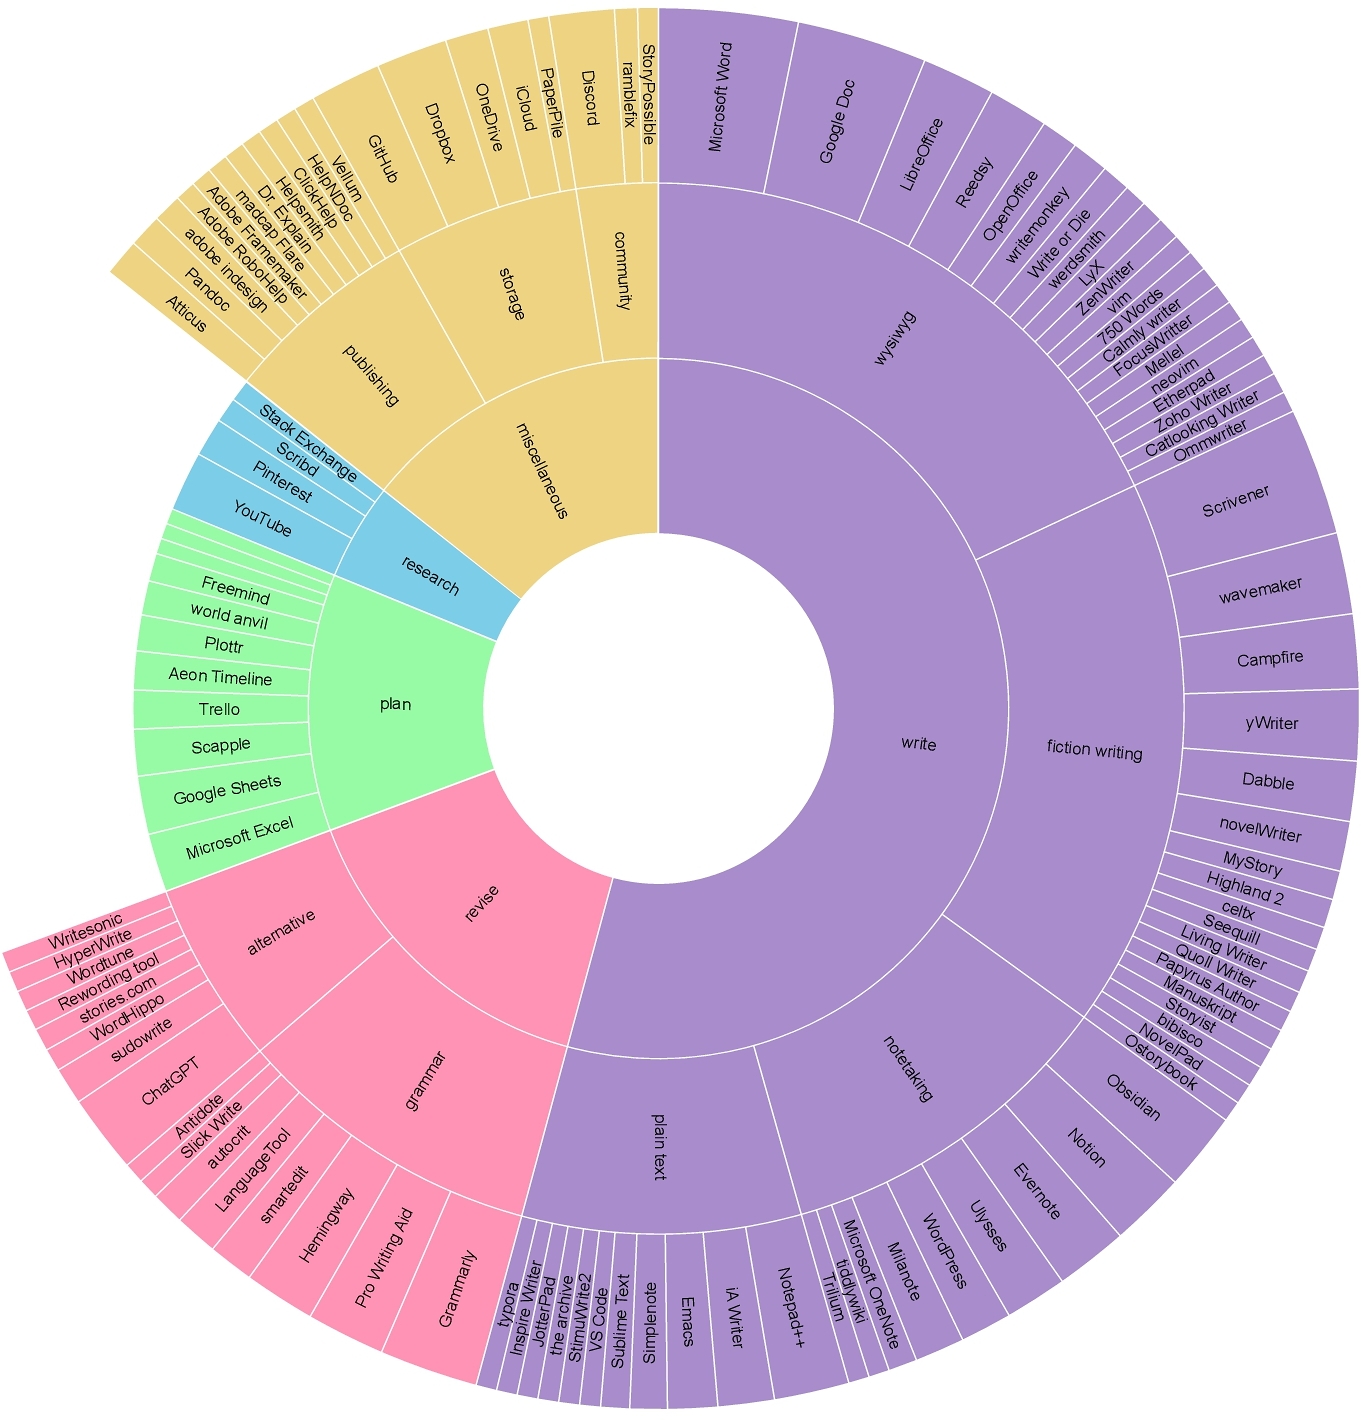 write
wysiwyg
Microsoft Word
Google Doc
LibreOffice
Reedsy
OpenOffice
writemonkey
Write or Die
werdsmith
LyX
ZenWriter
vim
750 Words
Calmly writer
FocusWritter
Mellel
neovim
Etherpad
Zoho Writer
Catlooking Writer
Ommwriter
fiction writing
Scrivener
wavemaker
Campfire
yWriter
Dabble
novelWriter
MyStory
Highland 2
celtx
Seequill
Living Writer
Quoll Writer
Papyrus Author
Manuskript
Storyist
bibisco
NovelPad
Ostorybook
notetaking
Obsidian
Notion
Evernote
Ulysses
WordPress
Milanote
Microsoft OneNote
tiddlywiki
Trillum
plain text
Notepad++
iA Writer
Emacs
Simplenote
Sublime Text
VS Code
StimuWrite2
the archive
JotterPad
Inspire Writer
typora
revise
grammar
Grammarly
Pro Writing Aid
Hemingway
smartedit
LanguageTool
autocrit
Slick Write
Antidote
alternative
ChatGPT
sudowrite
WordHippo
stories.com
Rewording tool
Wordtune
HyperWrite
Writesonic
plan
Microsoft Excel
Google Sheets
Scapple
Trello
Aeon Timeline
Plottr
world anvil
Freemind
research
YouTube
Pinterest
Scribd
Stack Exchange
miscellaneous
publishing
Atticus
Pandoc
adobe indesign
Adobe RoboHelp
Adobe Framemaker
madcap Flare
Dr. Explain
Helpsmith
ClickHelp
HelpNDoc
Vellum
storage
GitHub
Dropbox
OneDrive
iCloud
PaperPile
community
Discord
ramblefix
StoryPossible